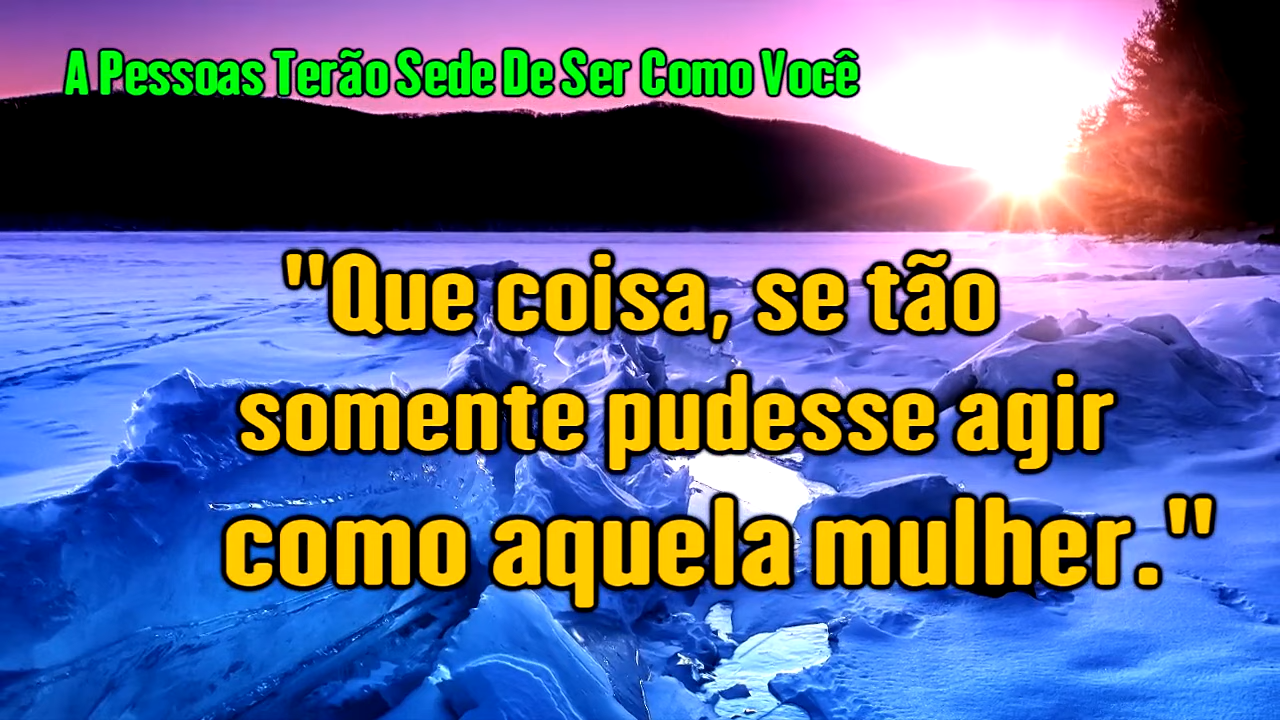 A Pessoas Terão Sede De Ser Como Você
"Que coisa, se tão
somente pudesse agir
como aquela mulher."